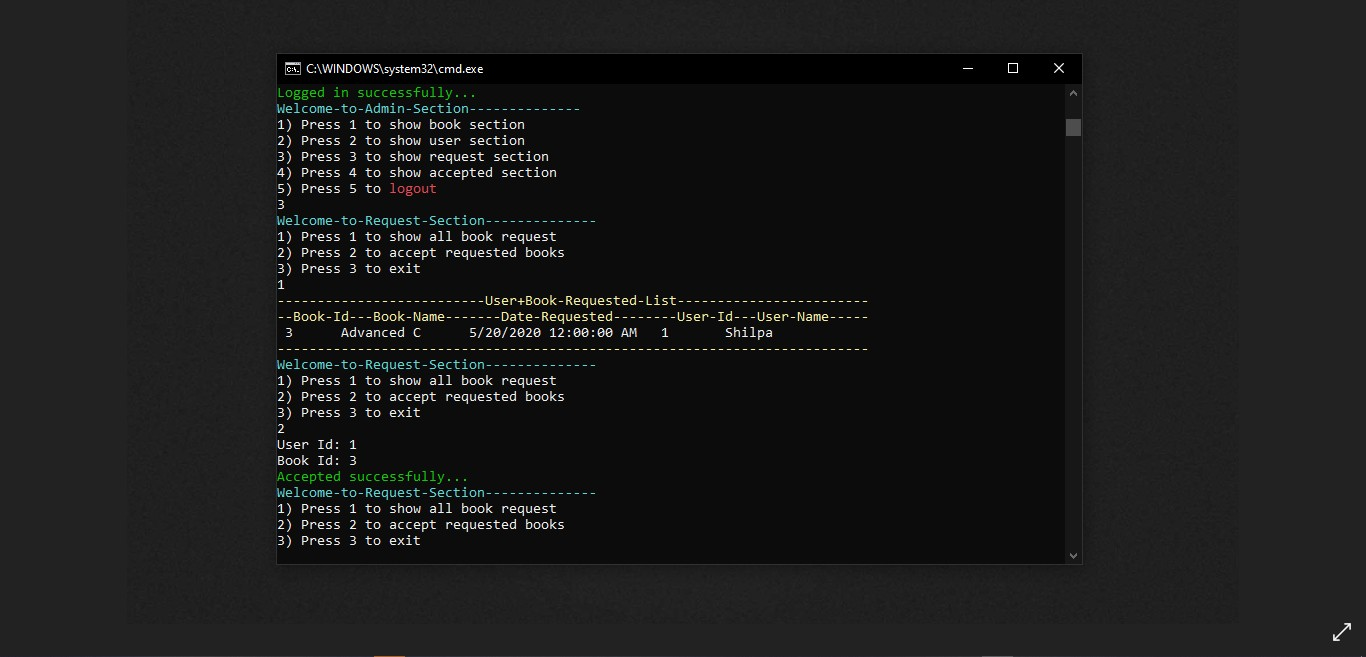 C:\WINDOWS\system32\cmd.exe
Logged in successfully...
Welcome-to-Admin-Section--------------
1) Press 1 to show book section
2) Press 2 to show user section
3) Press 3 to show request section
4) Press 4 to show accepted section
5) Press 5 to logout
3
Welcome-to-Request-Section--------------
1) Press 1 to show all book request
2) Press 2 to accept requested books
3) Press 3 to exit
1
--------------------------User+Book-Requested-List------------------------
--Book-Id---Book-Name-------Date-Requested--------User-Id---User-Name-----
 3      Advanced C      5/20/2020 12:00:00 AM   1       Shilpa
--------------------------------------------------------------------------
Welcome-to-Request-Section--------------
1) Press 1 to show all book request
2) Press 2 to accept requested books
3) Press 3 to exit
2
User Id: 1
Book Id: 3
Accepted successfully...
Welcome-to-Request-Section--------------
1) Press 1 to show all book request
2) Press 2 to accept requested books
3) Press 3 to exit